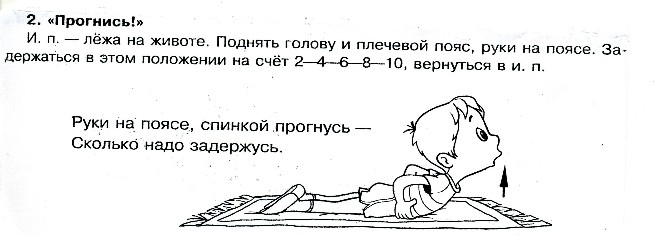 2. «Прогнись!»
И. п. — лёжа на животе. Поднять голову и плечевой пояс, руки на поясе. За-
держаться в этом положении на счёт 2—4—6—8—10, вернуться в и. п.
Руки на поясе, спинкой прогнусь —
Сколько надо задержусь.